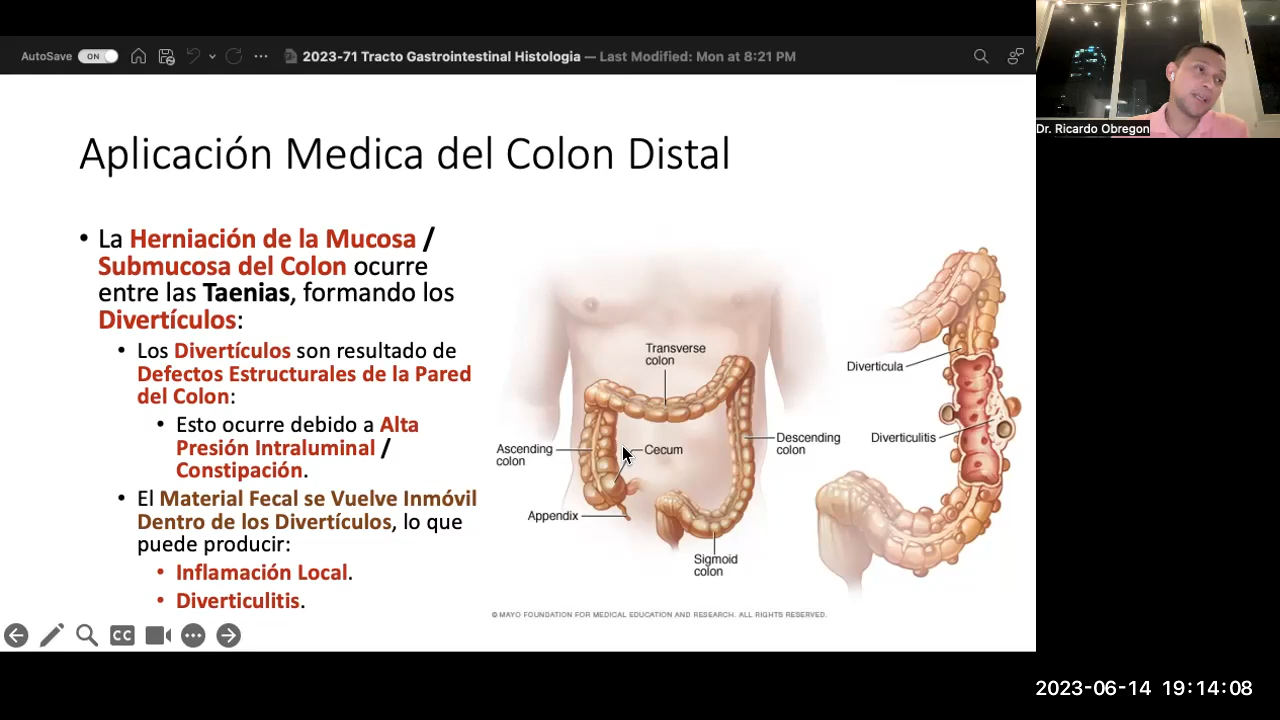 AutoSave ON ... 2023-71 Tracto Gastrointestinal Histologia — Last Modified: Mon at 8:21 PM
Dr. Ricardo Obregon
Aplicación Medica del Colon Distal
• La Herniación de la Mucosa /
Submucosa del Colon ocurre
entre las Taenias, formando los
Divertículos:
• Los Divertículos son resultado de
Defectos Estructurales de la Pared
del Colon:
• Esto ocurre debido a Alta
Presión Intraluminal /
Constipación.
• El Material Fecal se Vuelve Inmóvil
Dentro de los Divertículos, lo que
puede producir:
• Inflamación Local.
• Diverticulitis.
Transverse
colon
Ascending
colon
Cecum
Descending
colon
Appendix
Sigmoid
colon
Diverticula
Diverticulitis
© MAYO FOUNDATION FOR MEDICAL EDUCATION AND RESEARCH. ALL RIGHTS RESERVED.
CC
2023-06-14 19:14:08